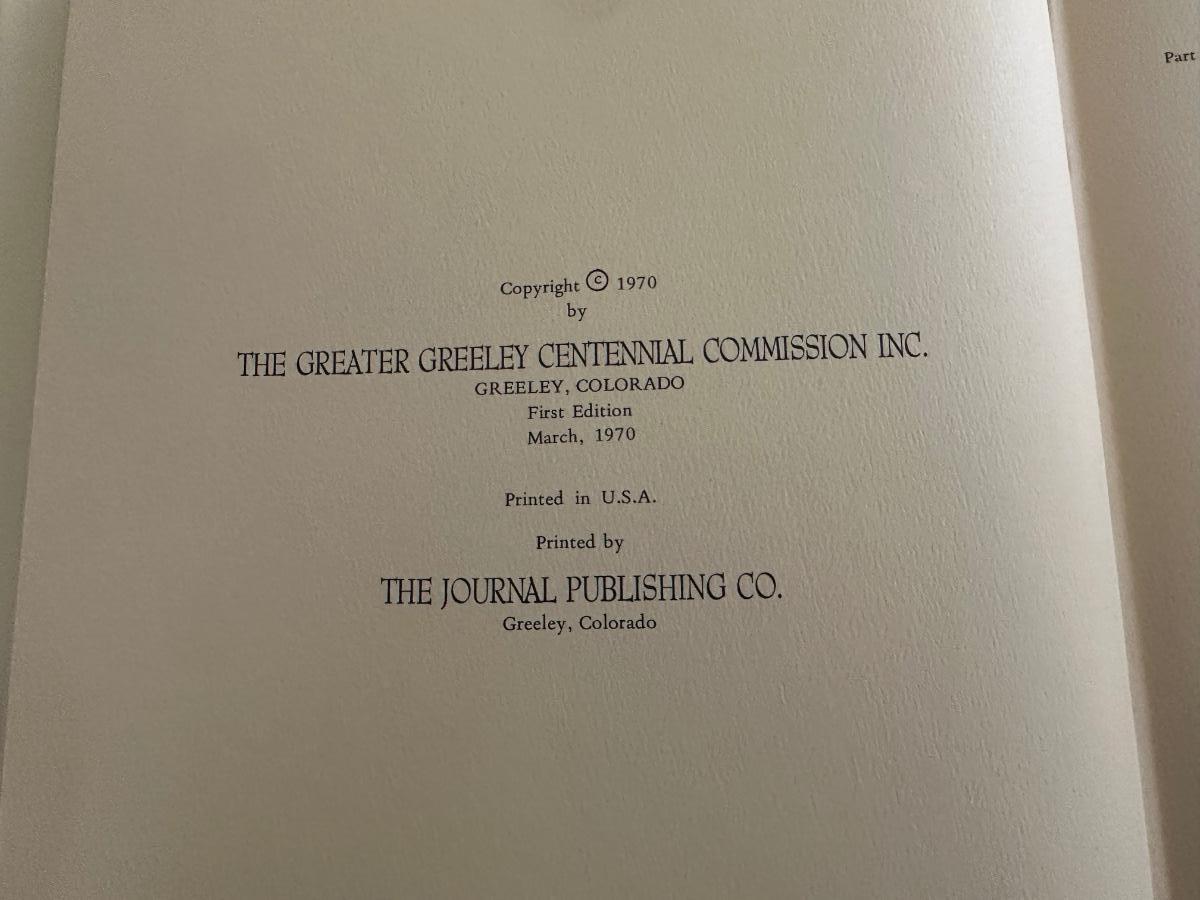 Copyright © 1970
by
THE GREATER GREELEY CENTENNIAL COMMISSION INC.
GREELEY, COLORADO
First Edition
March, 1970
Printed in U.S.A.
Printed by
THE JOURNAL PUBLISHING CO.
Greeley, Colorado
Part